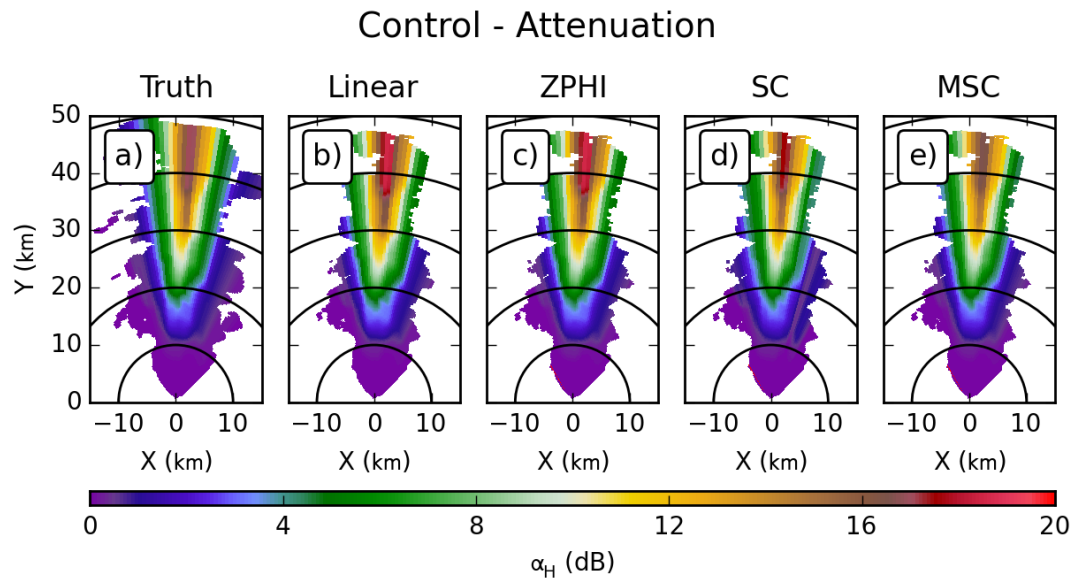 Control - Attenuation
Truth Linear ZPHI SC MSC
a) b) c) d) e)
50
40
30
20
10
0
Y (km)
−10 0 10 −10 0 10 −10 0 10 −10 0 10 −10 0 10
X (km) X (km) X (km) X (km) X (km)
0 4 8 12 16 20
α_H (dB)